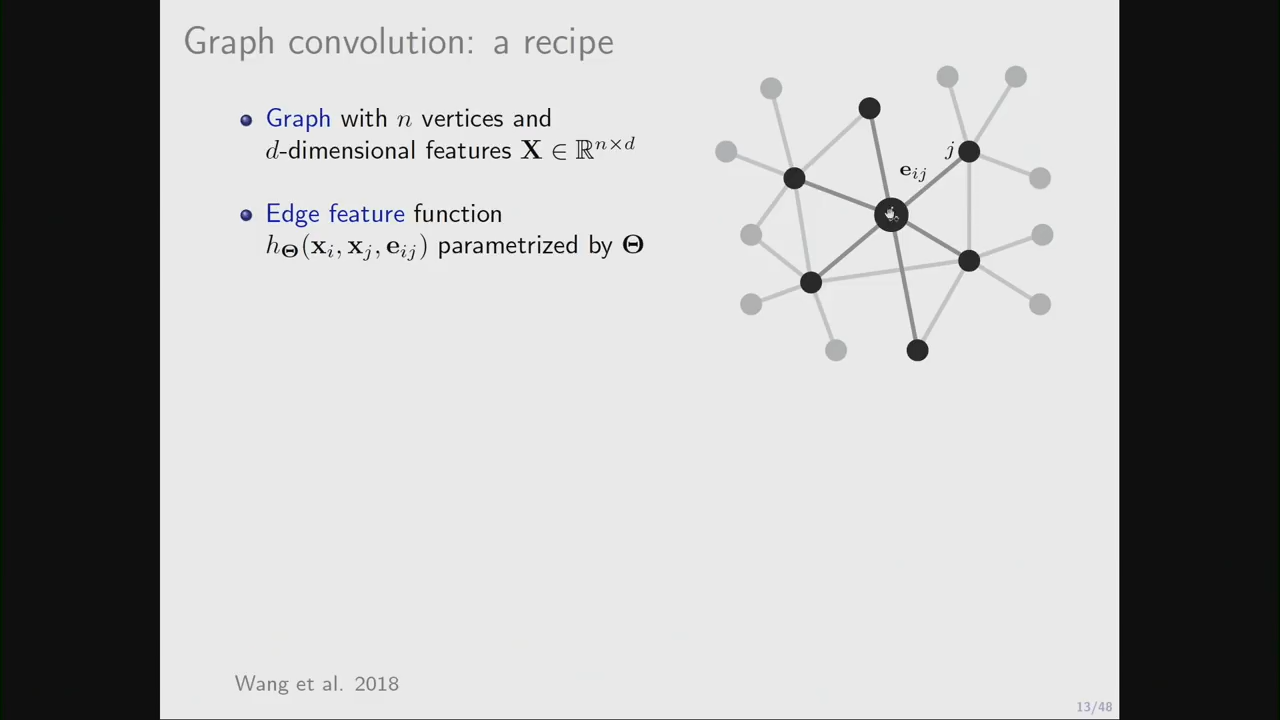 Graph convolution: a recipe
Graph with n vertices and
d-dimensional features X ∈ ℝⁿˣᵈ
Edge feature function
h_Θ(x_i, x_j, e_ij) parametrized by Θ
e_ij
j
Wang et al. 2018
13/48